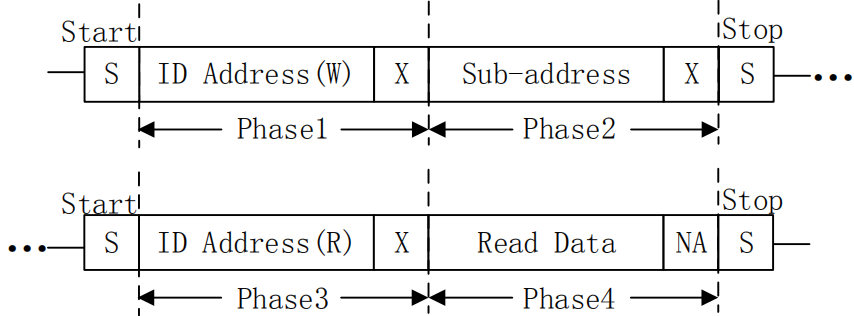 Start Stop
S ID Address(W) X Sub-address X S •••
Phase1 Phase2
Start Stop
••• S ID Address(R) X Read Data NA S
Phase3 Phase4